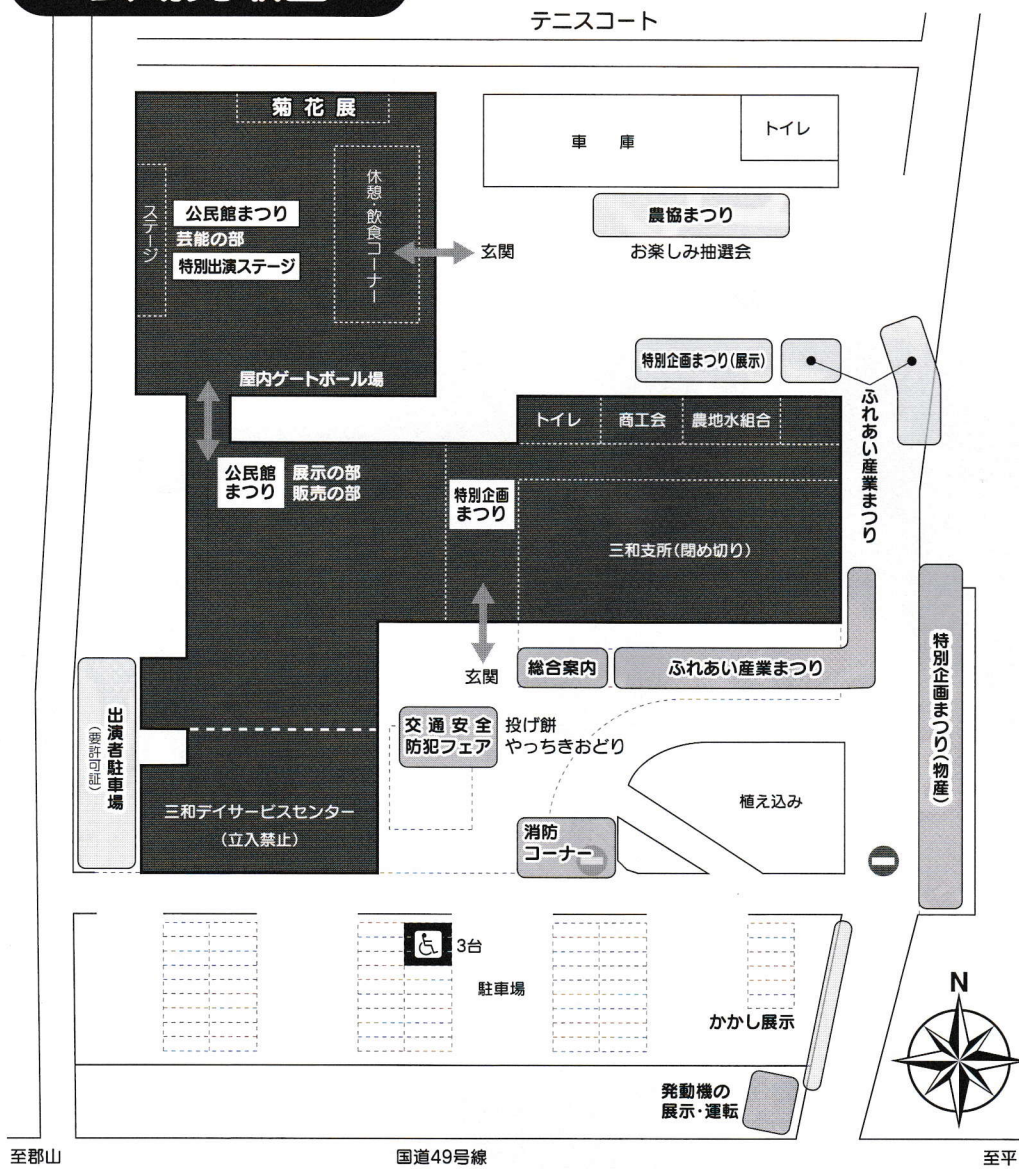 テニスコート
菊花展
車庫
トイレ
ステージ
公民館まつり
芸能の部
特別出演ステージ
休憩・飲食コーナー
玄関
農協まつり
お楽しみ抽選会
屋内ゲートボール場
特別企画まつり(展示)
ふれあい産業まつり
トイレ
商工会
農地水組合
公民館
まつり
展示の部
販売の部
特別企画
まつり
三和支所(閉め切り)
玄関
総合案内
ふれあい産業まつり
特別企画まつり(物産)
出演者駐車場
(要許可証)
交通安全
防犯フェア
投げ餅
やっちきおどり
植え込み
三和デイサービスセンター
(立入禁止)
消防
コーナー
3台
駐車場
かかし展示
N
発動機の
展示・運転
至郡山
国道49号線
至平